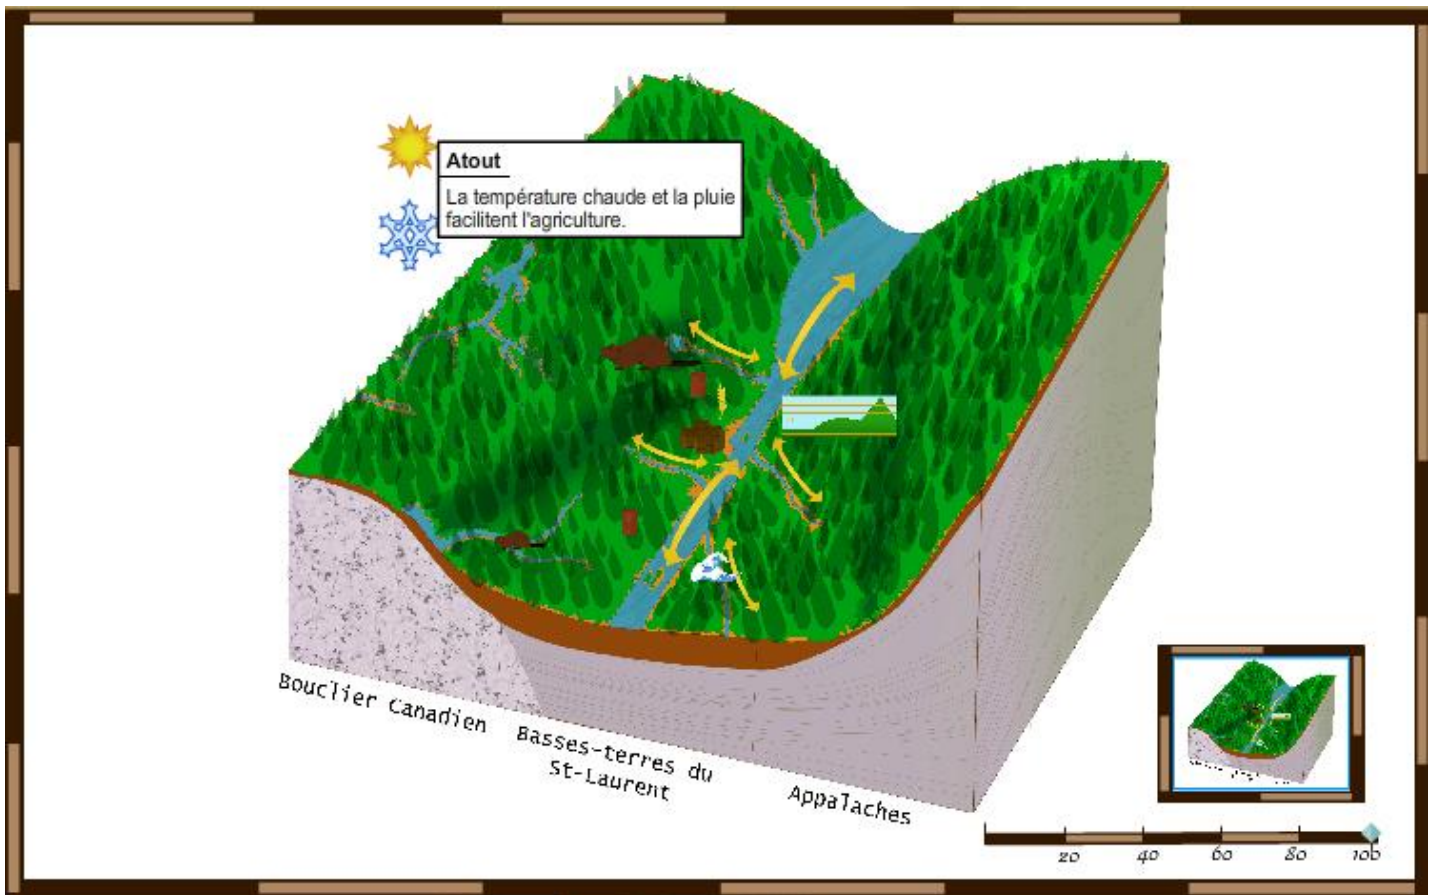 Atout
La température chaude et la pluie
facilitent l'agriculture.
Bouclier Canadien
Basses-terres du
St-Laurent
Appalaches
20 40 60 80 100